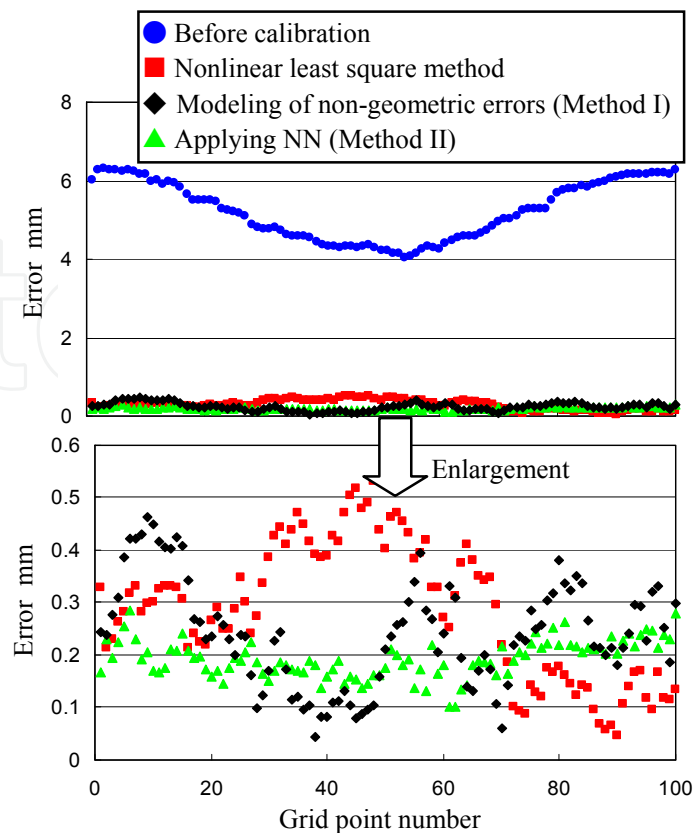 Before calibration
Nonlinear least square method
Modeling of non-geometric errors (Method I)
Applying NN (Method II)
8
6
4
2
0
Error mm
0.6
0.5
0.4
0.3
0.2
0.1
0
Error mm
Enlargement
0 20 40 60 80 100
Grid point number